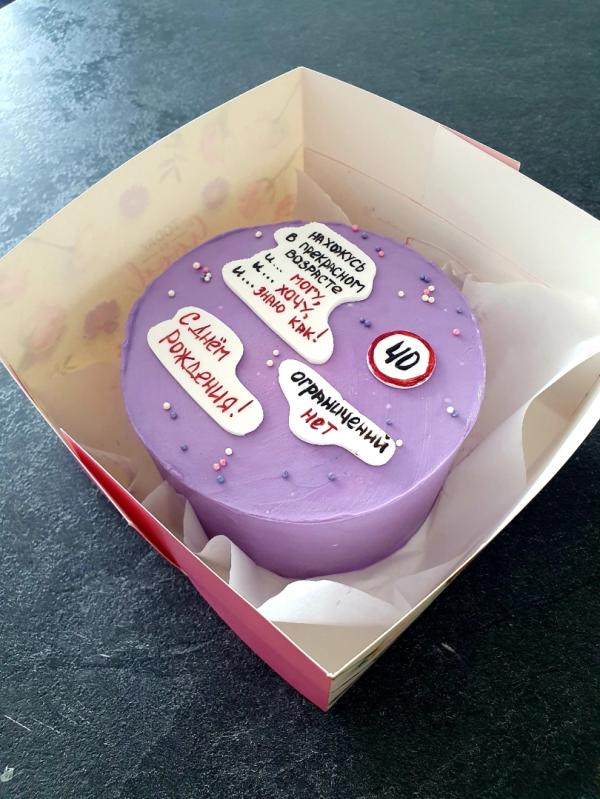 НАХОЖУСЬ
В ПРЕКРАСНОМ
ВОЗРАСТЕ
И... МОГУ,
И... ХОЧУ,
И...ЗНАЮ КАК!
40
С ДНЁМ
РОЖДЕНИЯ!
ОГРАНИЧЕНИЙ
НЕТ